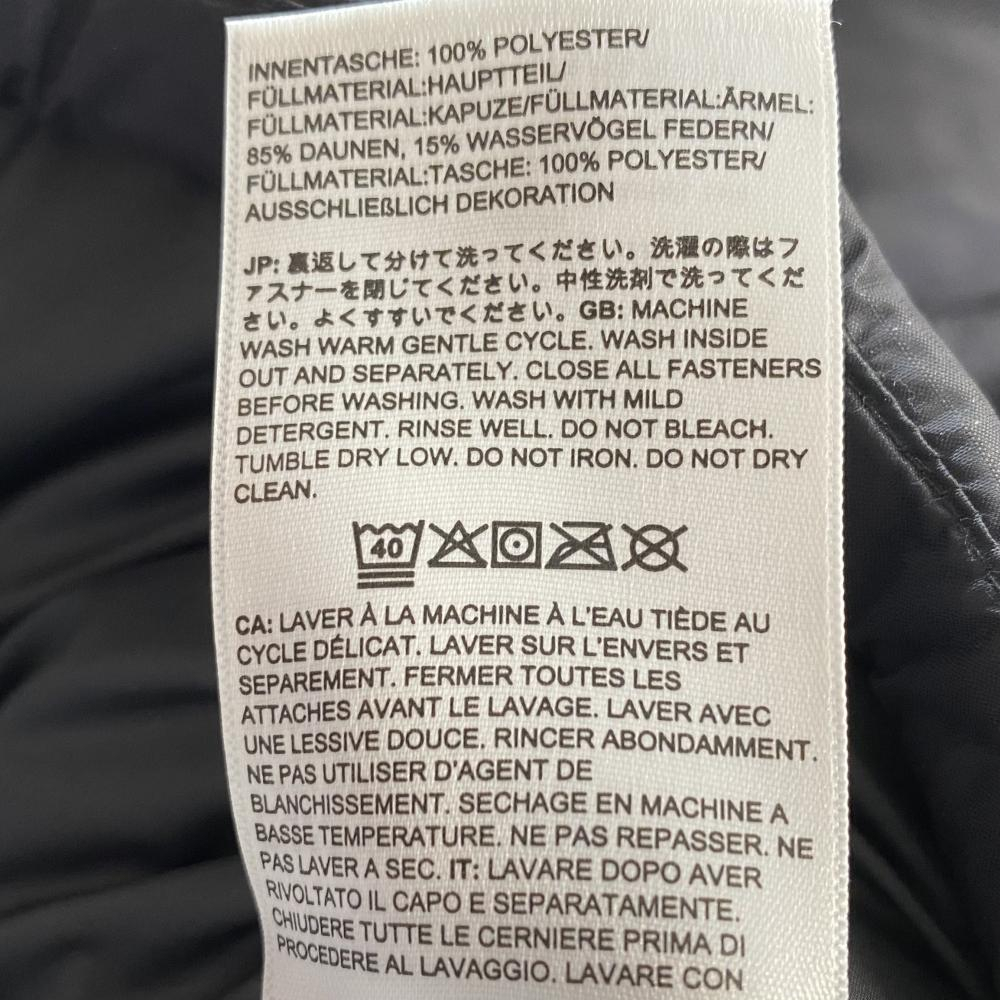 INNENTASCHE: 100% POLYESTER/
FÜLLMATERIAL:HAUPTTEIL/
FÜLLMATERIAL:KAPUZE/FÜLLMATERIAL:ÄRMEL:
85% DAUNEN, 15% WASSERVÖGEL FEDERN/
FÜLLMATERIAL:TASCHE: 100% POLYESTER/
AUSSCHLIEßLICH DEKORATION
JP: 裏返して分けて洗ってください。洗濯の際はフ
ァスナーを閉じてください。中性洗剤で洗ってくだ
さい。よくすすいでください。GB: MACHINE
WASH WARM GENTLE CYCLE. WASH INSIDE
OUT AND SEPARATELY. CLOSE ALL FASTENERS
BEFORE WASHING. WASH WITH MILD
DETERGENT. RINSE WELL. DO NOT BLEACH.
TUMBLE DRY LOW. DO NOT IRON. DO NOT DRY
CLEAN.
40
CA: LAVER À LA MACHINE À L'EAU TIÈDE AU
CYCLE DÉLICAT. LAVER SUR L'ENVERS ET
SEPAREMENT. FERMER TOUTES LES
ATTACHES AVANT LE LAVAGE. LAVER AVEC
UNE LESSIVE DOUCE. RINCER ABONDAMMENT.
NE PAS UTILISER D'AGENT DE
BLANCHISSEMENT. SECHAGE EN MACHINE A
BASSE TEMPERATURE. NE PAS REPASSER. NE
PAS LAVER A SEC. IT: LAVARE DOPO AVER
RIVOLTATO IL CAPO E SEPARATAMENTE.
CHIUDERE TUTTE LE CERNIERE PRIMA DI
PROCEDERE AL LAVAGGIO. LAVARE CON